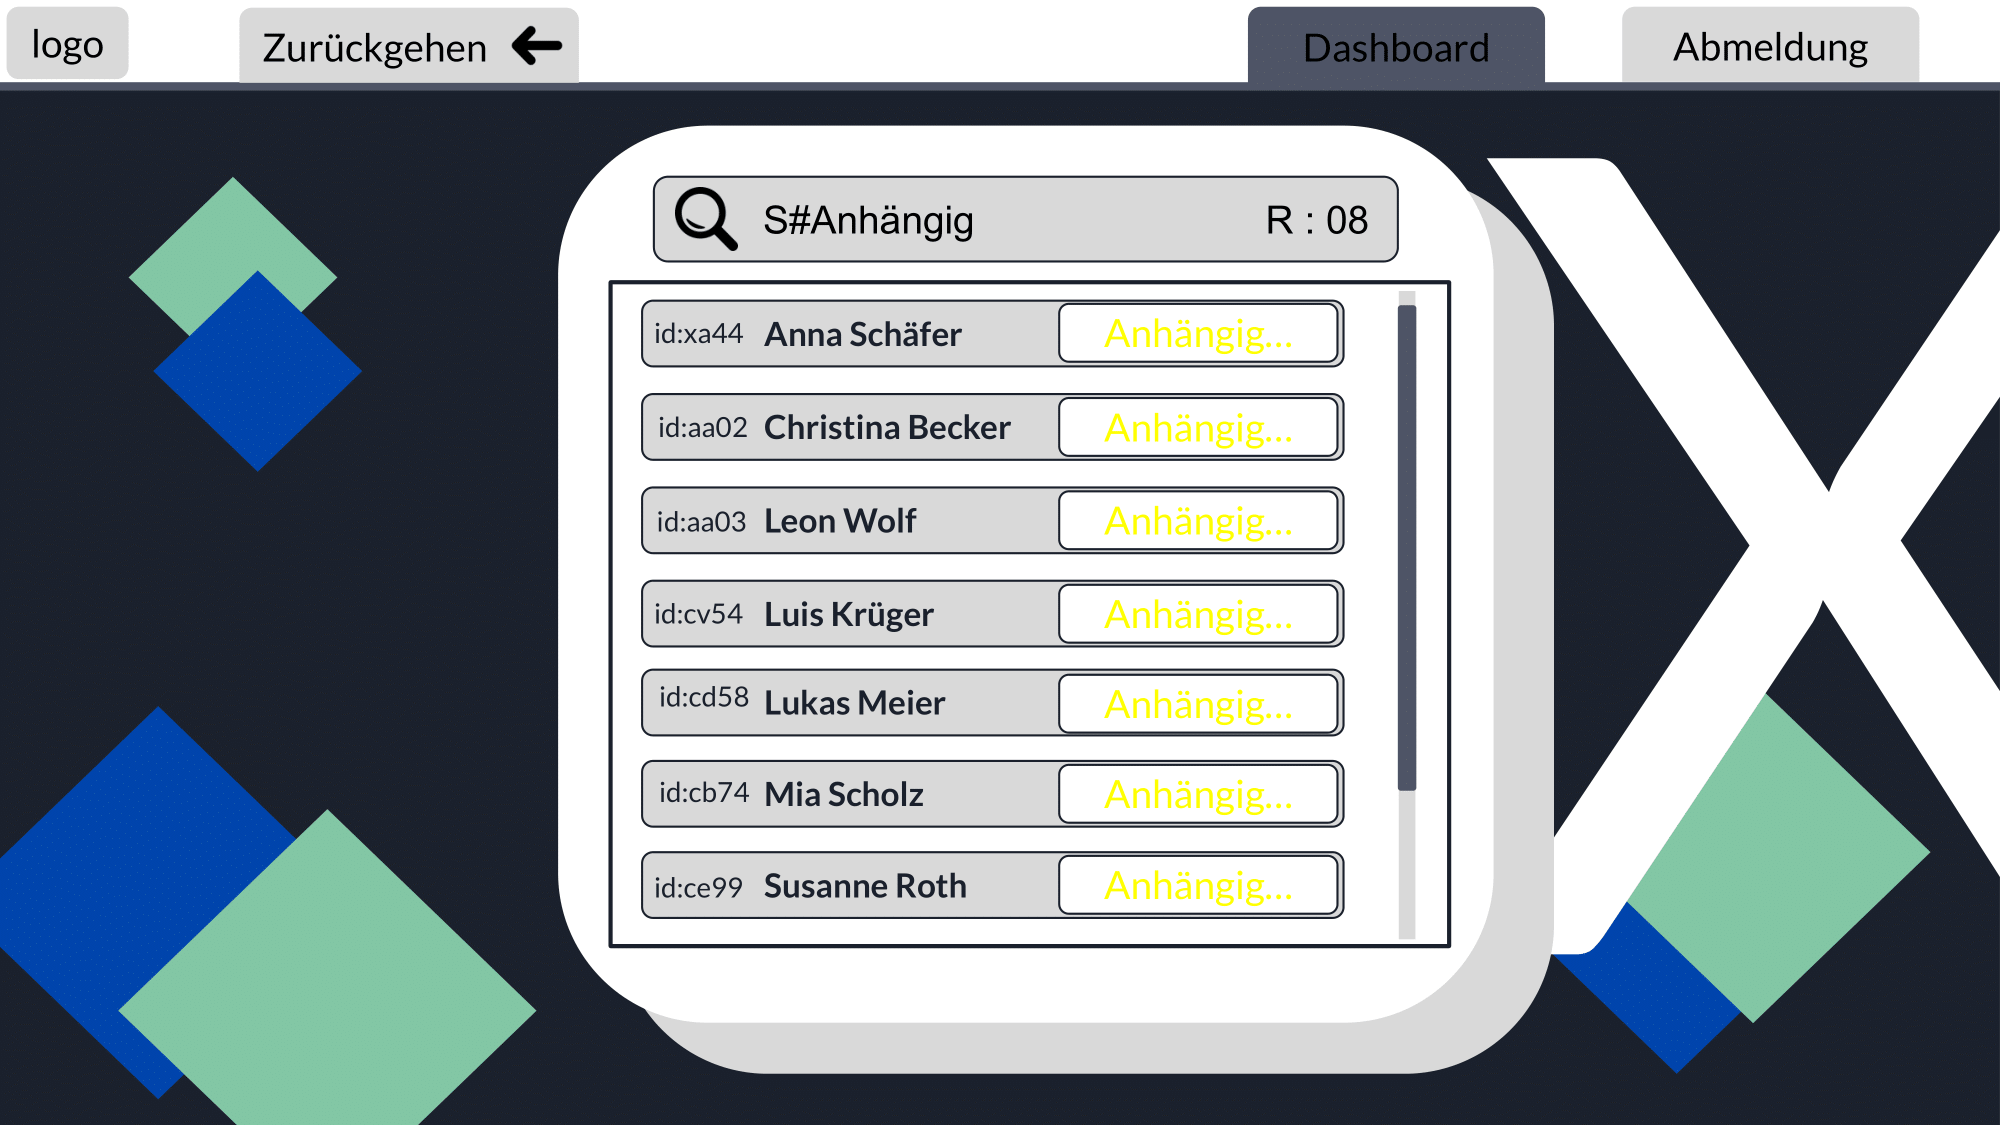 logo
Zurückgehen
Dashboard
Abmeldung
S#Anhängig R : 08
id:xa44 Anna Schäfer Anhängig...
id:aa02 Christina Becker Anhängig...
id:aa03 Leon Wolf Anhängig...
id:cv54 Luis Krüger Anhängig...
id:cd58 Lukas Meier Anhängig...
id:cb74 Mia Scholz Anhängig...
id:ce99 Susanne Roth Anhängig...
X